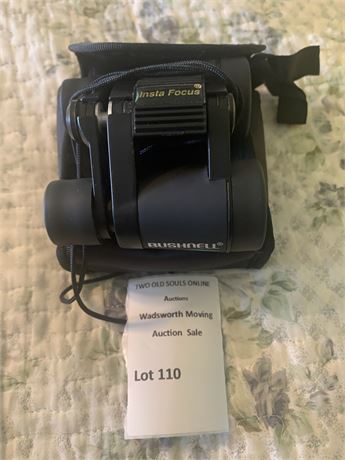 Insta Focus®
BUSHNELL®
TWO OLD SOULS ONLINE
Auctions
Wadsworth Moving
Auction Sale
Lot 110